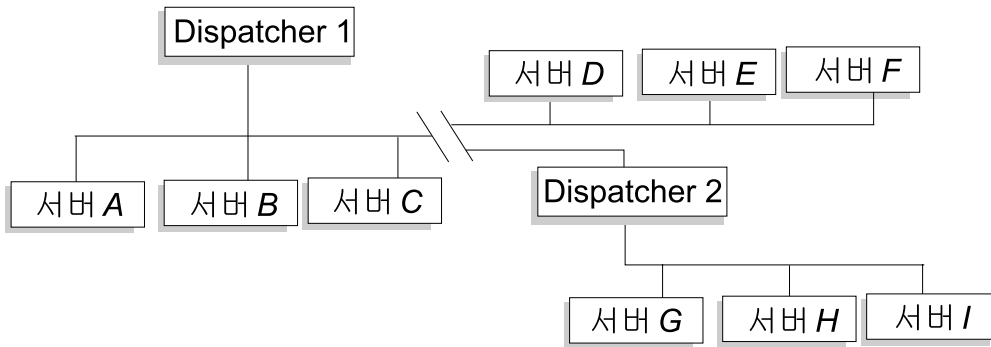 Dispatcher 1
서버 D
서버 E
서버 F
서버 A
서버 B
서버 C
Dispatcher 2
서버 G
서버 H
서버 I